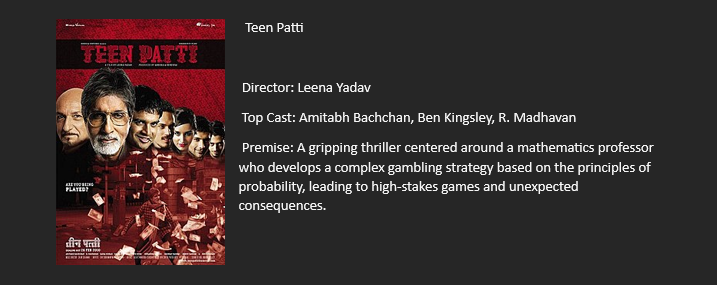 Teen Patti
TEEN PATTI
ARE YOU BEING
PLAYED?
तीन पत्ती
Director: Leena Yadav
Top Cast: Amitabh Bachchan, Ben Kingsley, R. Madhavan
Premise: A gripping thriller centered around a mathematics professor
who develops a complex gambling strategy based on the principles of
probability, leading to high-stakes games and unexpected
consequences.